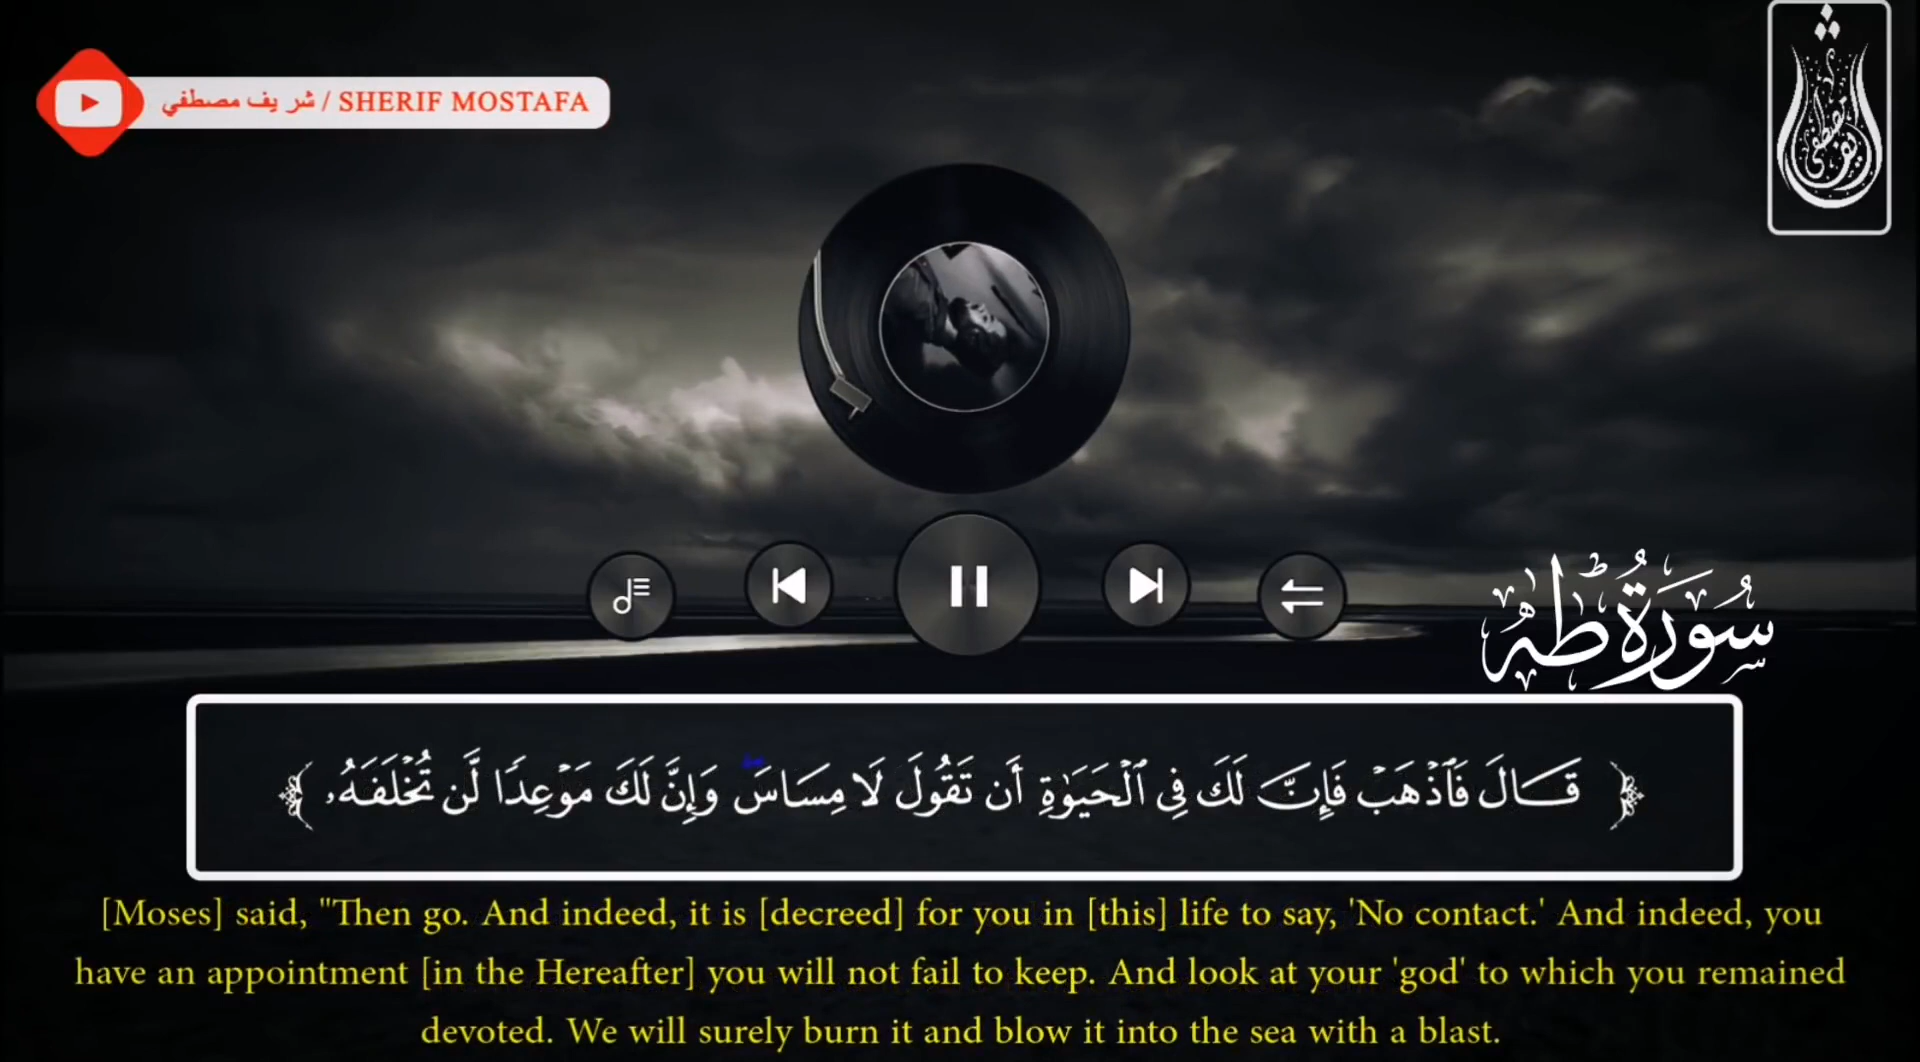 شريف مصطفي / SHERIF MOSTAFA
شريف مصطفى
سُورَةُ طٰهٰ
﴿ قَالَ فَٱذْهَبْ فَإِنَّ لَكَ فِى ٱلْحَيَوٰةِ أَن تَقُولَ لَا مِسَاسَ ۖ وَإِنَّ لَكَ مَوْعِدًا لَّن تُخْلَفَهُۥ ﴾
[Moses] said, "Then go. And indeed, it is [decreed] for you in [this] life to say, 'No contact.' And indeed, you
have an appointment [in the Hereafter] you will not fail to keep. And look at your 'god' to which you remained
devoted. We will surely burn it and blow it into the sea with a blast.